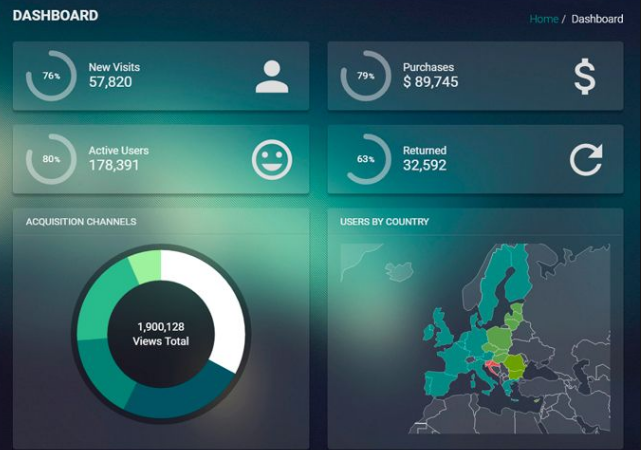 DASHBOARD
Home / Dashboard
76%
New Visits
57,820
79%
Purchases
$ 89,745
80%
Active Users
178,391
63%
Returned
32,592
ACQUISITION CHANNELS
1,900,128
Views Total
USERS BY COUNTRY